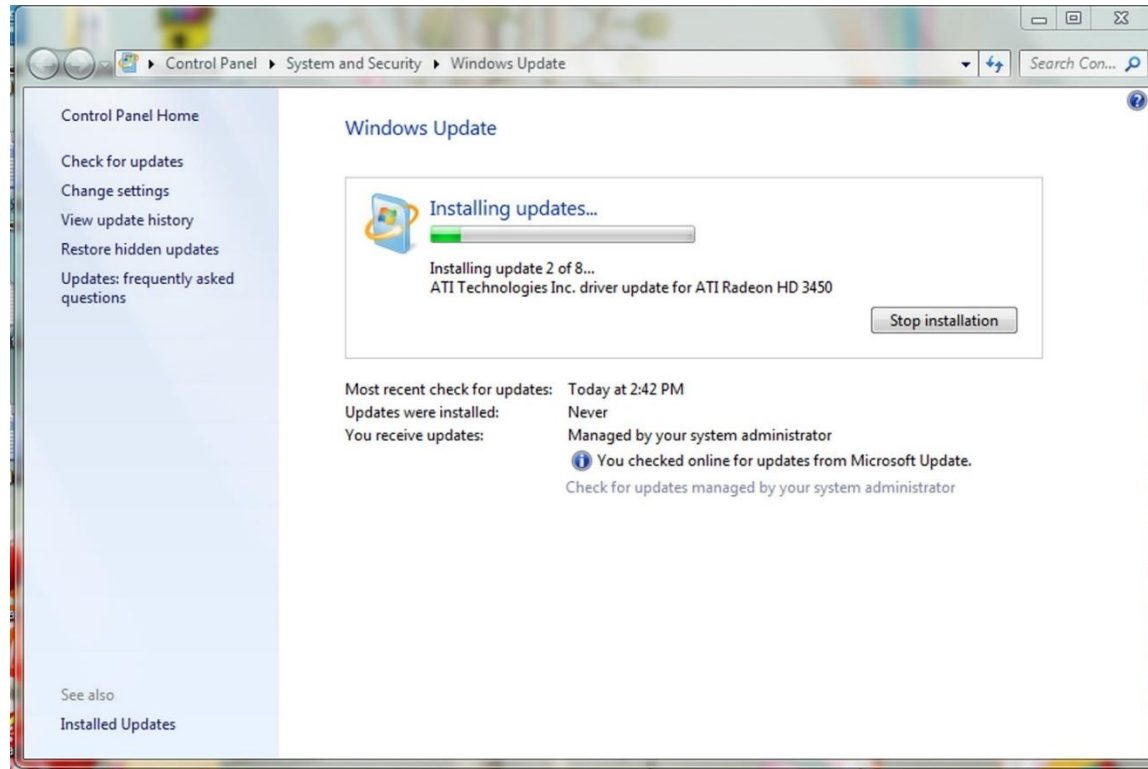 Control Panel ▸ System and Security ▸ Windows Update
Search Con...
Control Panel Home
Check for updates
Change settings
View update history
Restore hidden updates
Updates: frequently asked
questions
See also
Installed Updates
Windows Update
Installing updates...
Installing update 2 of 8...
ATI Technologies Inc. driver update for ATI Radeon HD 3450
Stop installation
Most recent check for updates: Today at 2:42 PM
Updates were installed: Never
You receive updates: Managed by your system administrator
You checked online for updates from Microsoft Update.
Check for updates managed by your system administrator